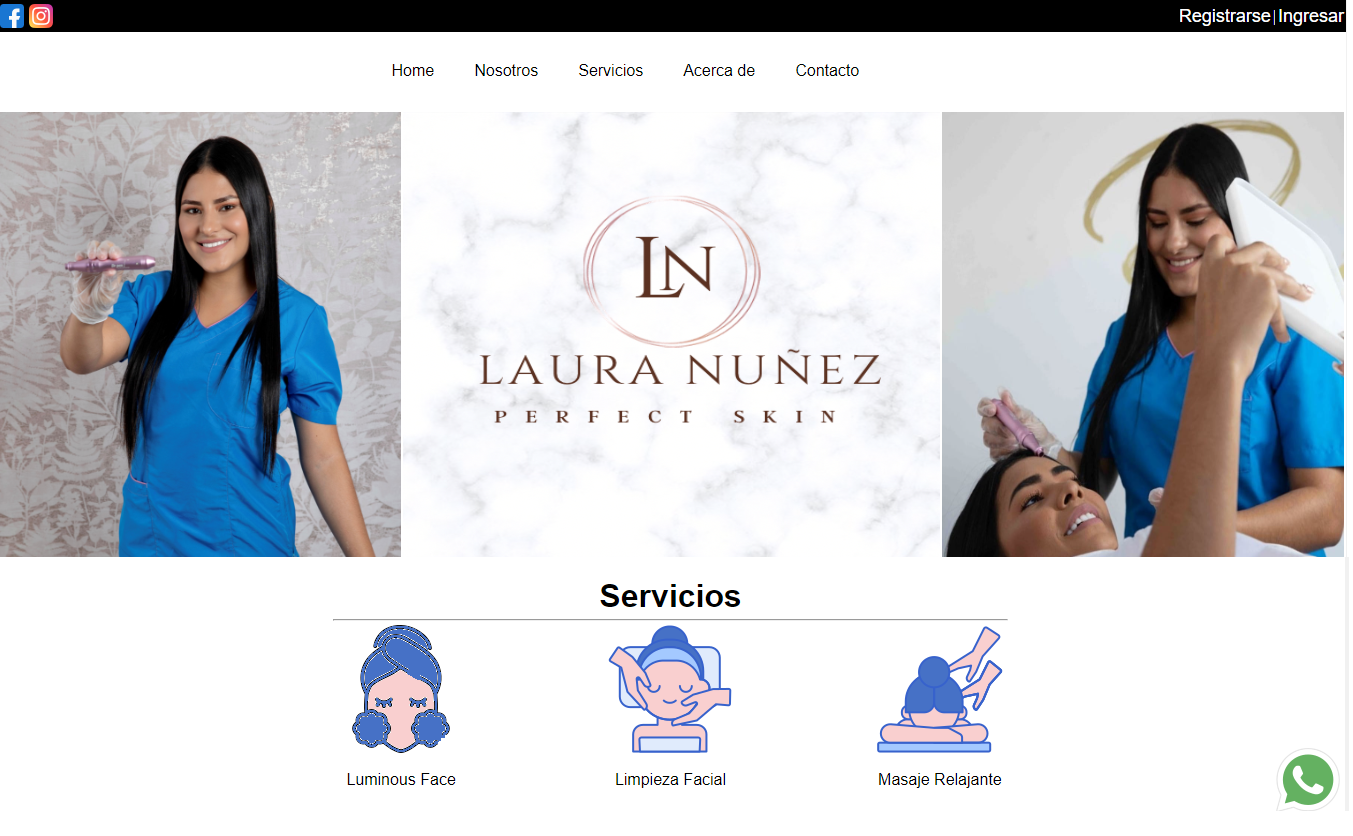 Registrarse|Ingresar
Home Nosotros Servicios Acerca de Contacto
LN
LAURA NUÑEZ
PERFECT SKIN
Servicios
Luminous Face Limpieza Facial Masaje Relajante